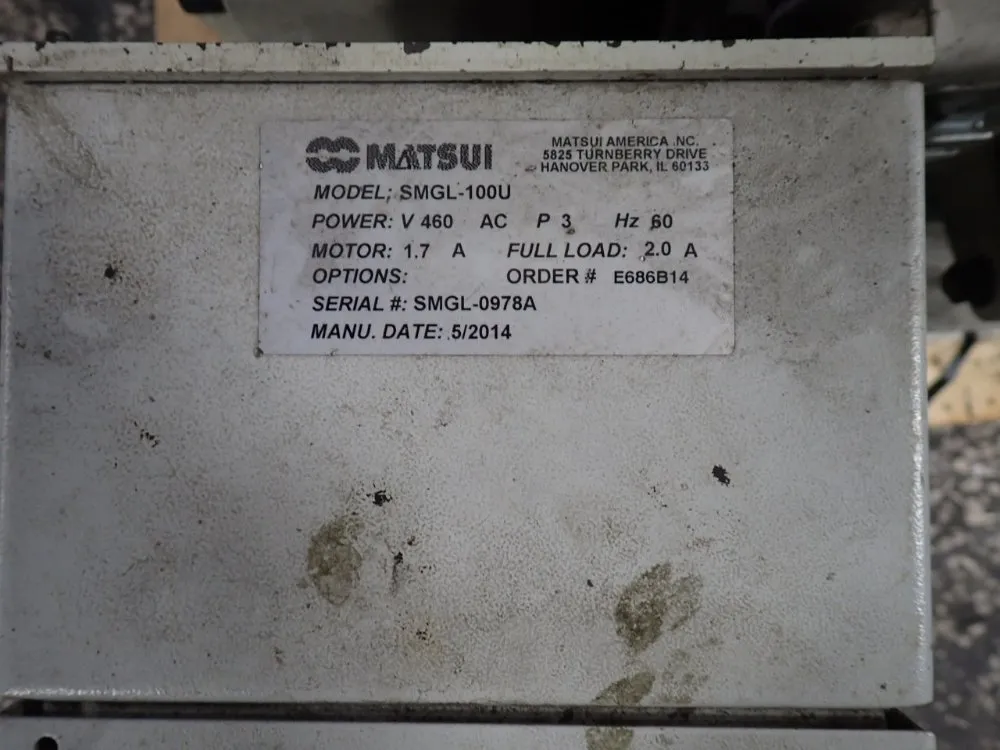 MATSUI
MATSUI AMERICA .NC.
5825 TURNBERRY DRIVE
HANOVER PARK, IL 60133
MODEL; SMGL-100U
POWER: V 460 AC P 3 Hz 60
MOTOR: 1.7 A FULL LOAD: 2.0 A
OPTIONS: ORDER # E686B14
SERIAL #: SMGL-0978A
MANU. DATE: 5/2014